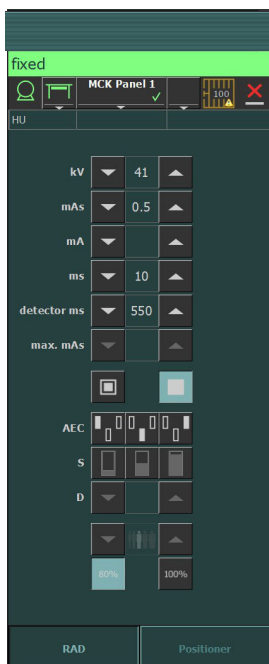 fixed
MCK Panel 1
100
HU
kV 41
mAs 0.5
mA
ms 10
detector ms 550
max. mAs
AEC
S
D
80% 100%
RAD Positioner